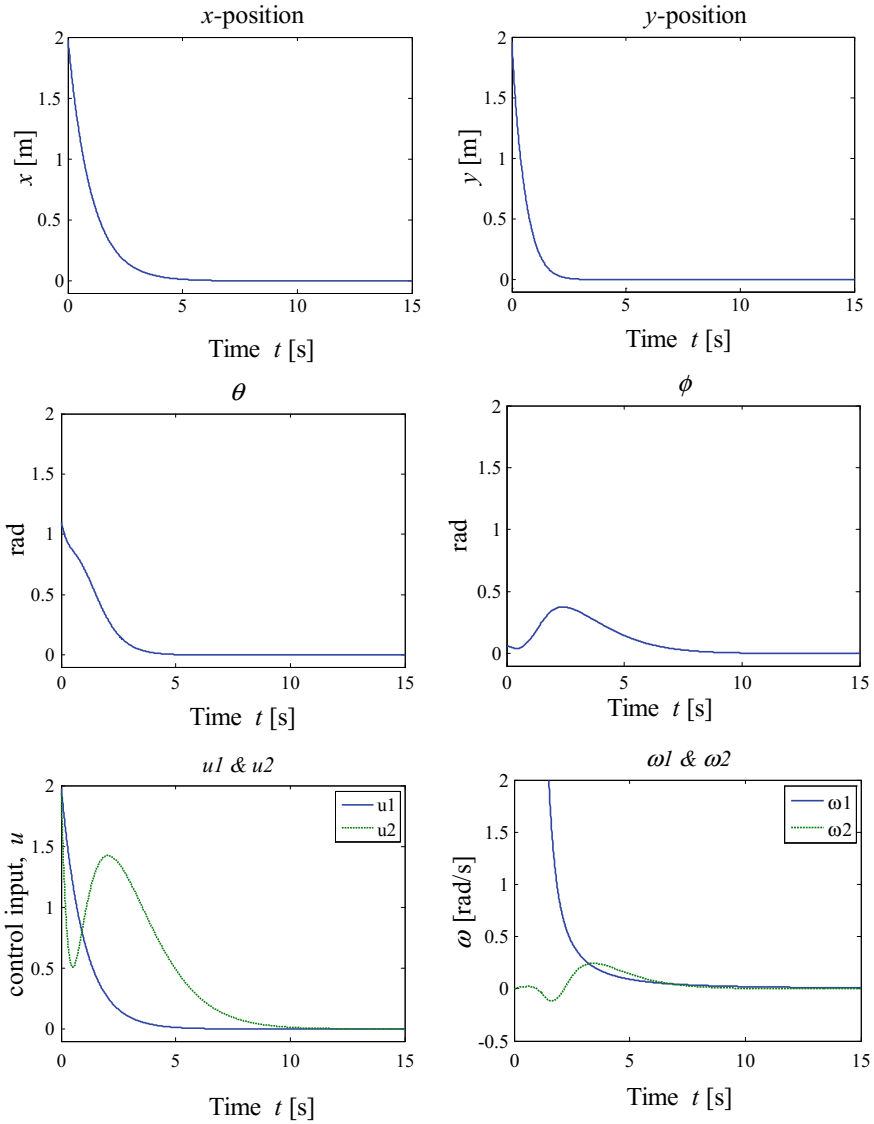 x-position
2
1.5
1
0.5
0
x [m]
0 5 10 15
Time t [s]
y-position
2
1.5
1
0.5
0
y [m]
0 5 10 15
Time t [s]
θ
2
1.5
1
0.5
0
rad
0 5 10 15
Time t [s]
ϕ
2
1.5
1
0.5
0
rad
0 5 10 15
Time t [s]
u1 & u2
2
1.5
1
0.5
0
control input, u
u1
u2
0 5 10 15
Time t [s]
ω1 & ω2
2
1.5
1
0.5
0
-0.5
ω [rad/s]
ω1
ω2
0 5 10 15
Time t [s]